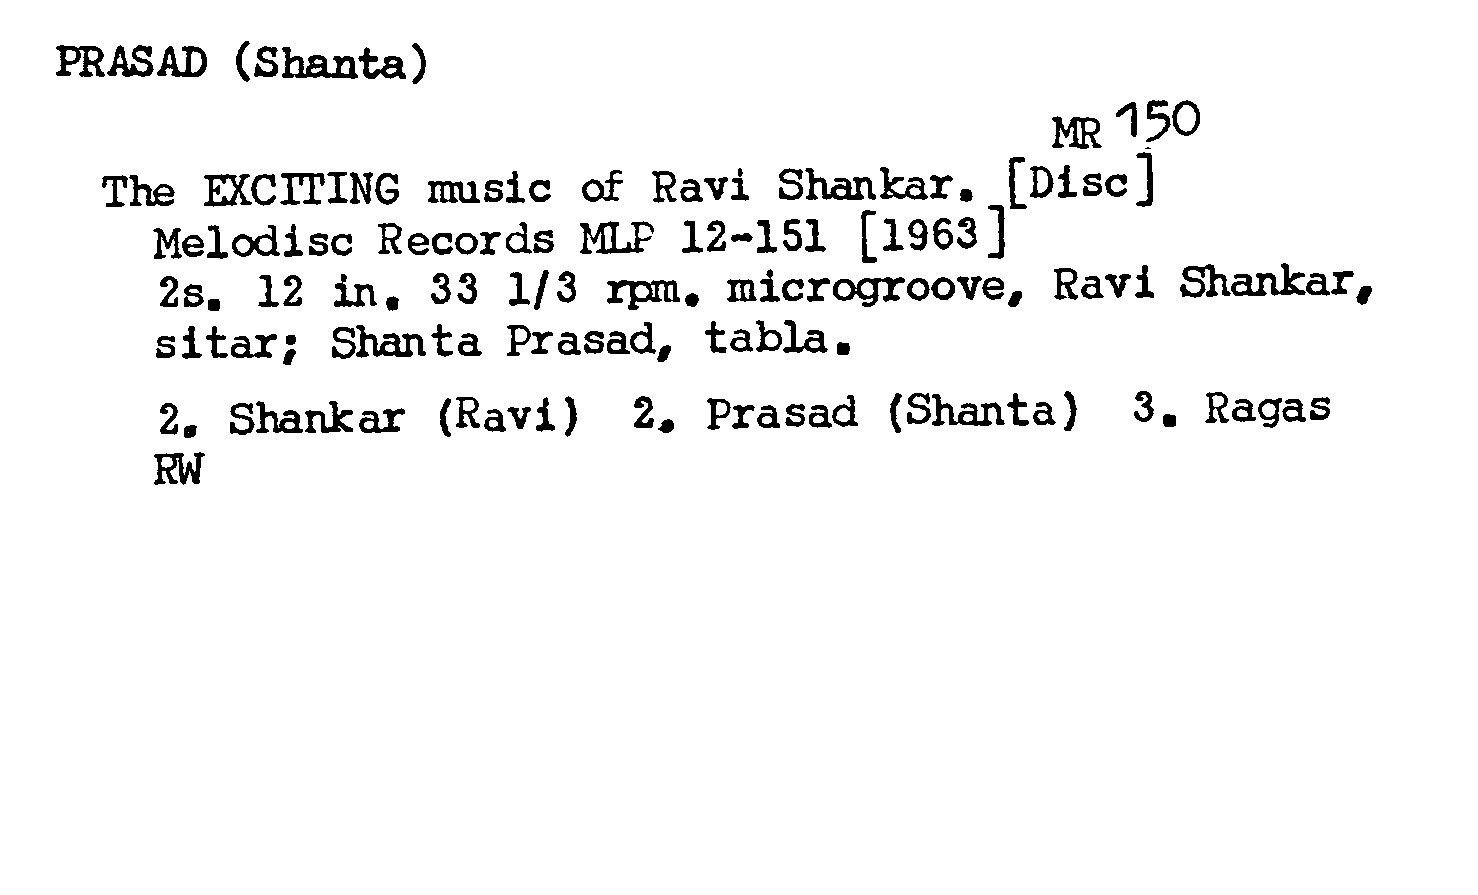 PRASAD (Shanta)
MR 150
The EXCITING music of Ravi Shankar. [Disc]
Melodisc Records MLP 12-151 [1963]
2s. 12 in. 33 1/3 rpm. microgroove, Ravi Shankar,
sitar; Shanta Prasad, tabla.
2. Shankar (Ravi) 2. Prasad (Shanta) 3. Ragas
RW